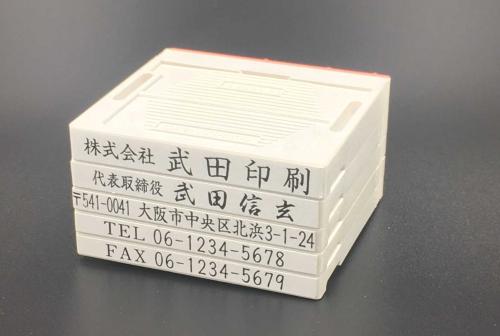 株式会社 武田印刷
代表取締役 武田信玄
〒541-0041 大阪市中央区北浜3-1-24
TEL 06-1234-5678
FAX 06-1234-5679